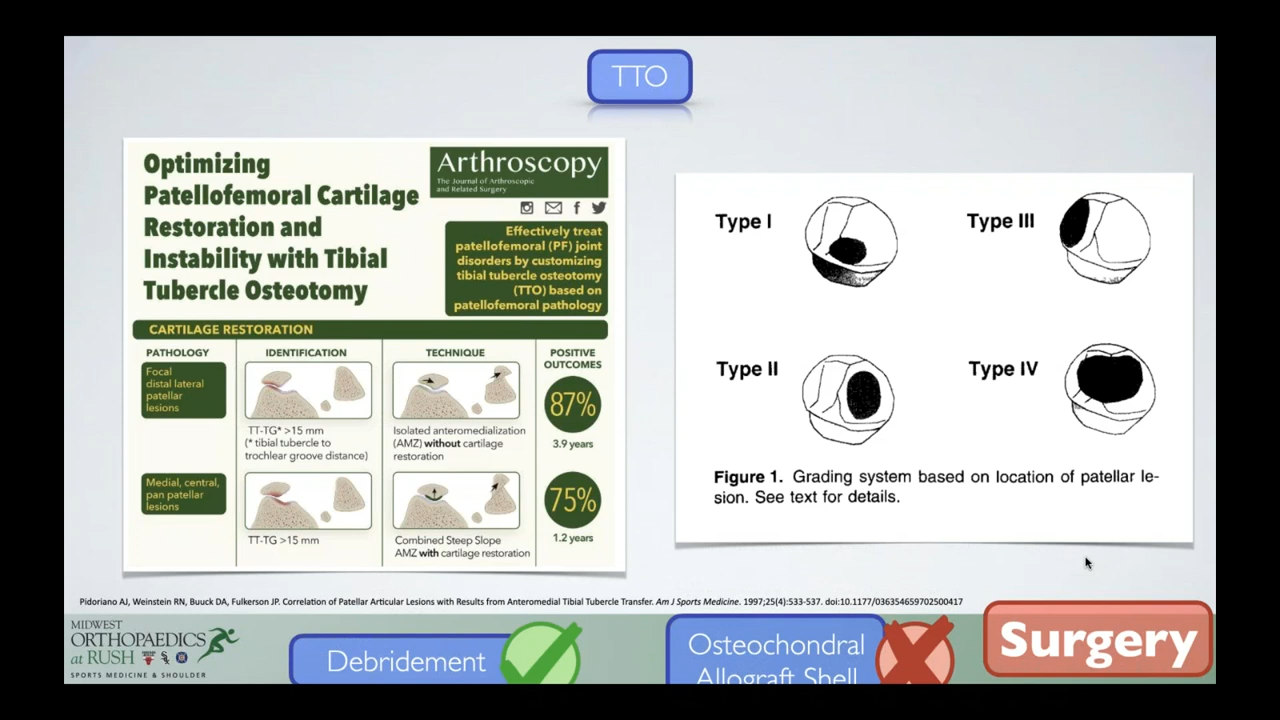 TTO
Optimizing
Patellofemoral Cartilage
Restoration and
Instability with Tibial
Tubercle Osteotomy
Arthroscopy
The Journal of Arthroscopic
and Related Surgery
Effectively treat
patellofemoral (PF) joint
disorders by customizing
tibial tubercle osteotomy
(TTO) based on
patellofemoral pathology
CARTILAGE RESTORATION
PATHOLOGY
IDENTIFICATION
TECHNIQUE
POSITIVE
OUTCOMES
Focal
distal lateral
patellar
lesions
TT-TG* >15 mm
(* tibial tubercle to
trochlear groove distance)
Isolated anteromedialization
(AMZ) without cartilage
restoration
87%
3.9 years
Medial, central,
pan patellar
lesions
TT-TG >15 mm
Combined Steep Slope
AMZ with cartilage restoration
75%
1.2 years
Type I
Type III
Type II
Type IV
Figure 1. Grading system based on location of patellar le-
sion. See text for details.
Pidoriano AJ, Weinstein RN, Buuck DA, Fulkerson JP. Correlation of Patellar Articular Lesions with Results from Anteromedial Tibial Tubercle Transfer. Am J Sports Medicine. 1997;25(4):533-537. doi:10.1177/036354659702500417
MIDWEST
ORTHOPAEDICS
at RUSH
SPORTS MEDICINE & SHOULDER
Debridement
Osteochondral
Allograft Shell
Surgery